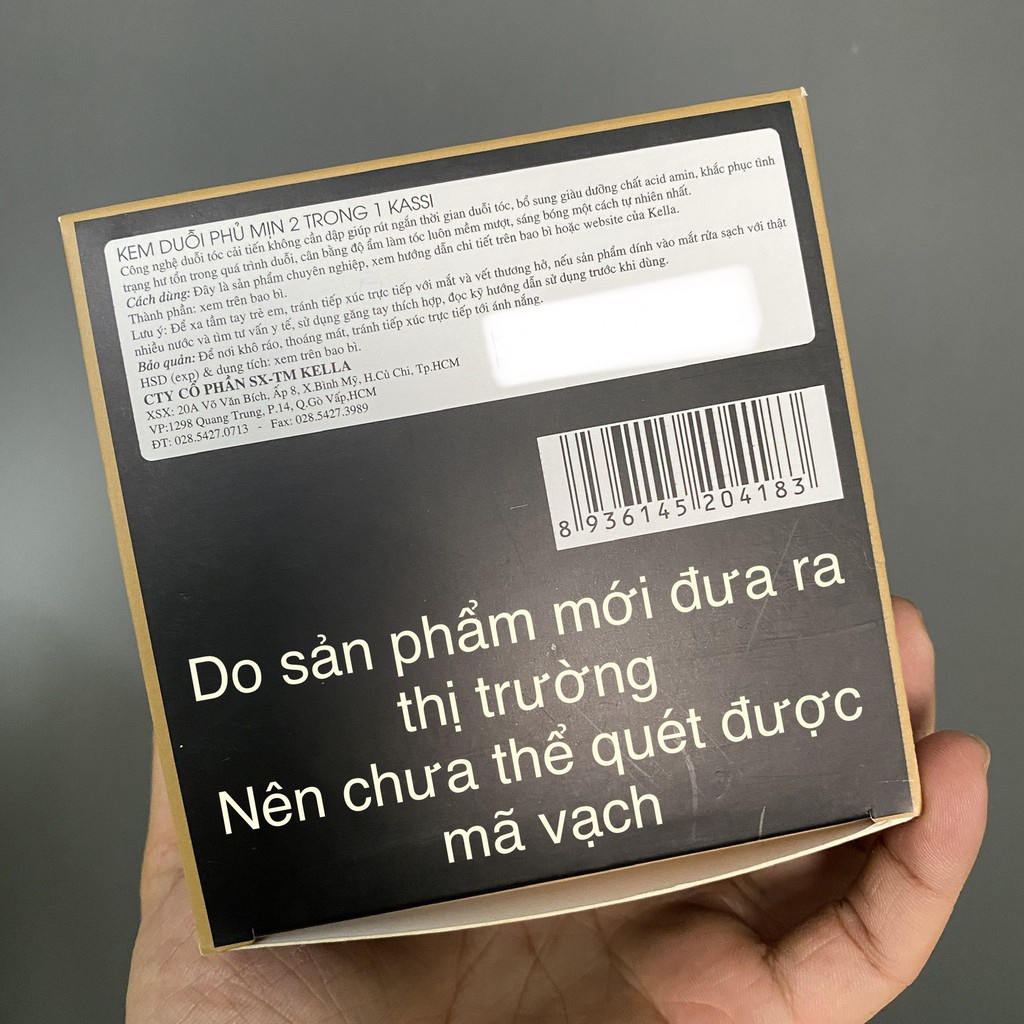 KEM DUỖI PHỦ MỊN 2 TRONG 1 KASSI
Công nghệ duỗi tóc cải tiến không cần dập giúp rút ngắn thời gian duỗi tóc, bổ sung giàu dưỡng chất acid amin, khắc phục tình
trạng hư tổn trong quá trình duỗi, cân bằng độ ẩm làm tóc luôn mềm mượt, sáng bóng một cách tự nhiên nhất.
Cách dùng: Đây là sản phẩm chuyên nghiệp, xem hướng dẫn chi tiết trên bao bì hoặc website của Kella.
Thành phần: xem trên bao bì.
Lưu ý: Để xa tầm tay trẻ em, tránh tiếp xúc trực tiếp với mắt và vết thương hở, nếu sản phẩm dính vào mắt rửa sạch với thật
nhiều nước và tìm tư vấn y tế, sử dụng găng tay thích hợp, đọc kỹ hướng dẫn sử dụng trước khi dùng.
Bảo quản: Để nơi khô ráo, thoáng mát, tránh tiếp xúc trực tiếp tới ánh nắng.
HSD (exp) & dung tích: xem trên bao bì.
CTY CỔ PHẦN SX-TM KELLA
XSX: 20A Võ Văn Bích, Ấp 8, X.Bình Mỹ, H.Củ Chi, Tp.HCM
VP:1298 Quang Trung, P.14, Q.Gò Vấp,HCM
ĐT: 028.5427.0713 - Fax: 028.5427.3989
8 936145 204183
Do sản phẩm mới đưa ra
thị trường
Nên chưa thể quét được
mã vạch